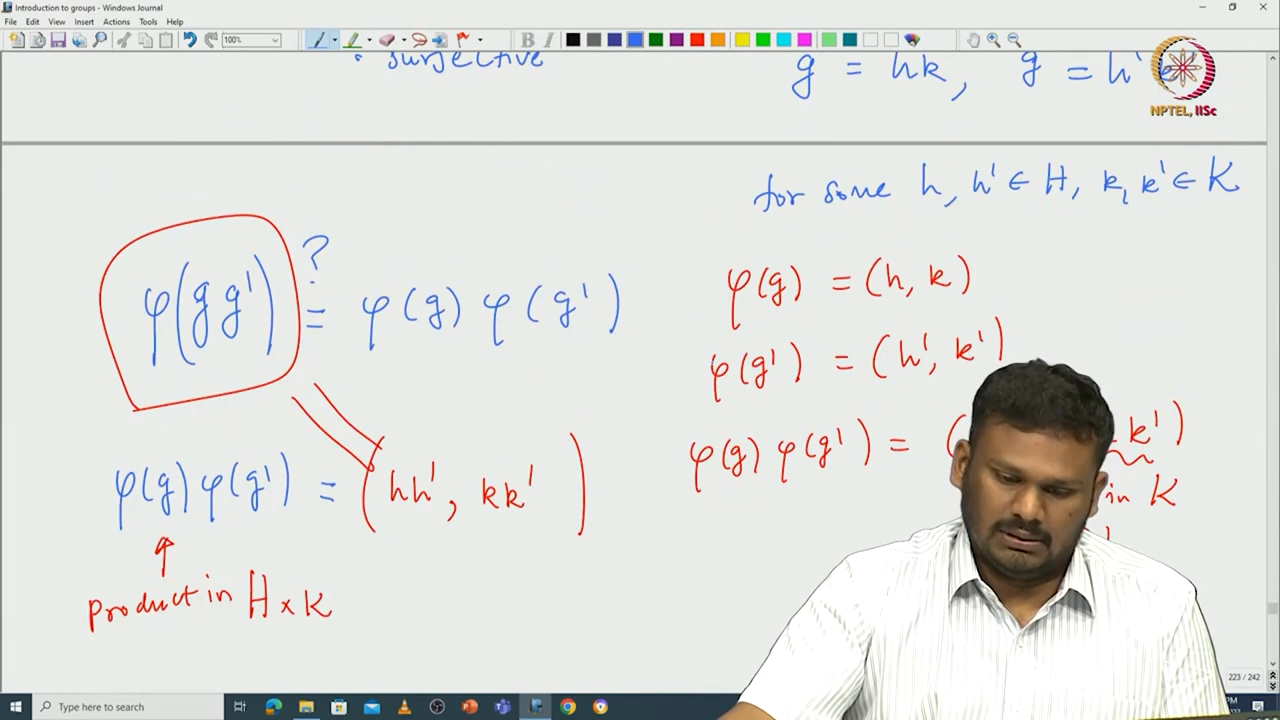 Introduction to groups - Windows Journal
File Edit View Insert Actions Tools Help
100%
B I
· surjective
g = hk, g = h'
NPTEL, IISc
for some h, h' ∈ H, k, k' ∈ K
φ(gg') ?= φ(g) φ(g')
φ(g) = (h, k)
φ(g') = (h', k')
φ(g) φ(g') = ( k')
in K
φ(g) φ(g') = (hh', kk')
product in H × K
223 / 242
Type here to search